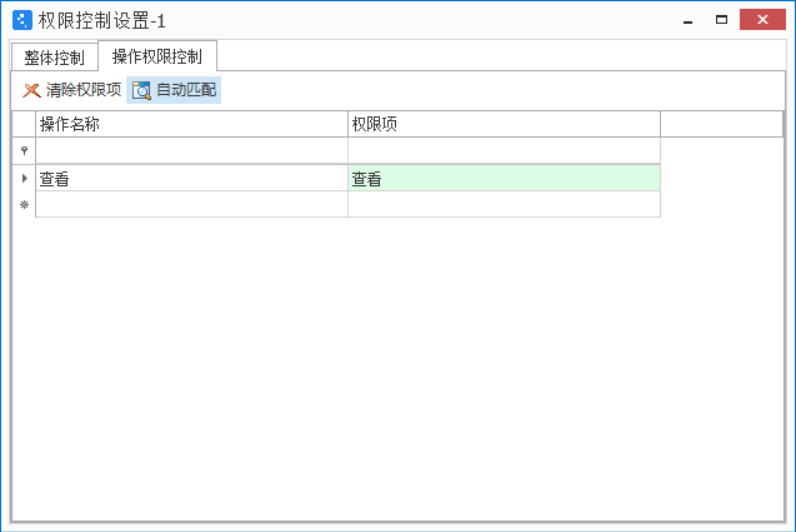 权限控制设置-1
整体控制 操作权限控制
清除权限项 自动匹配
操作名称 权限项
查看 查看